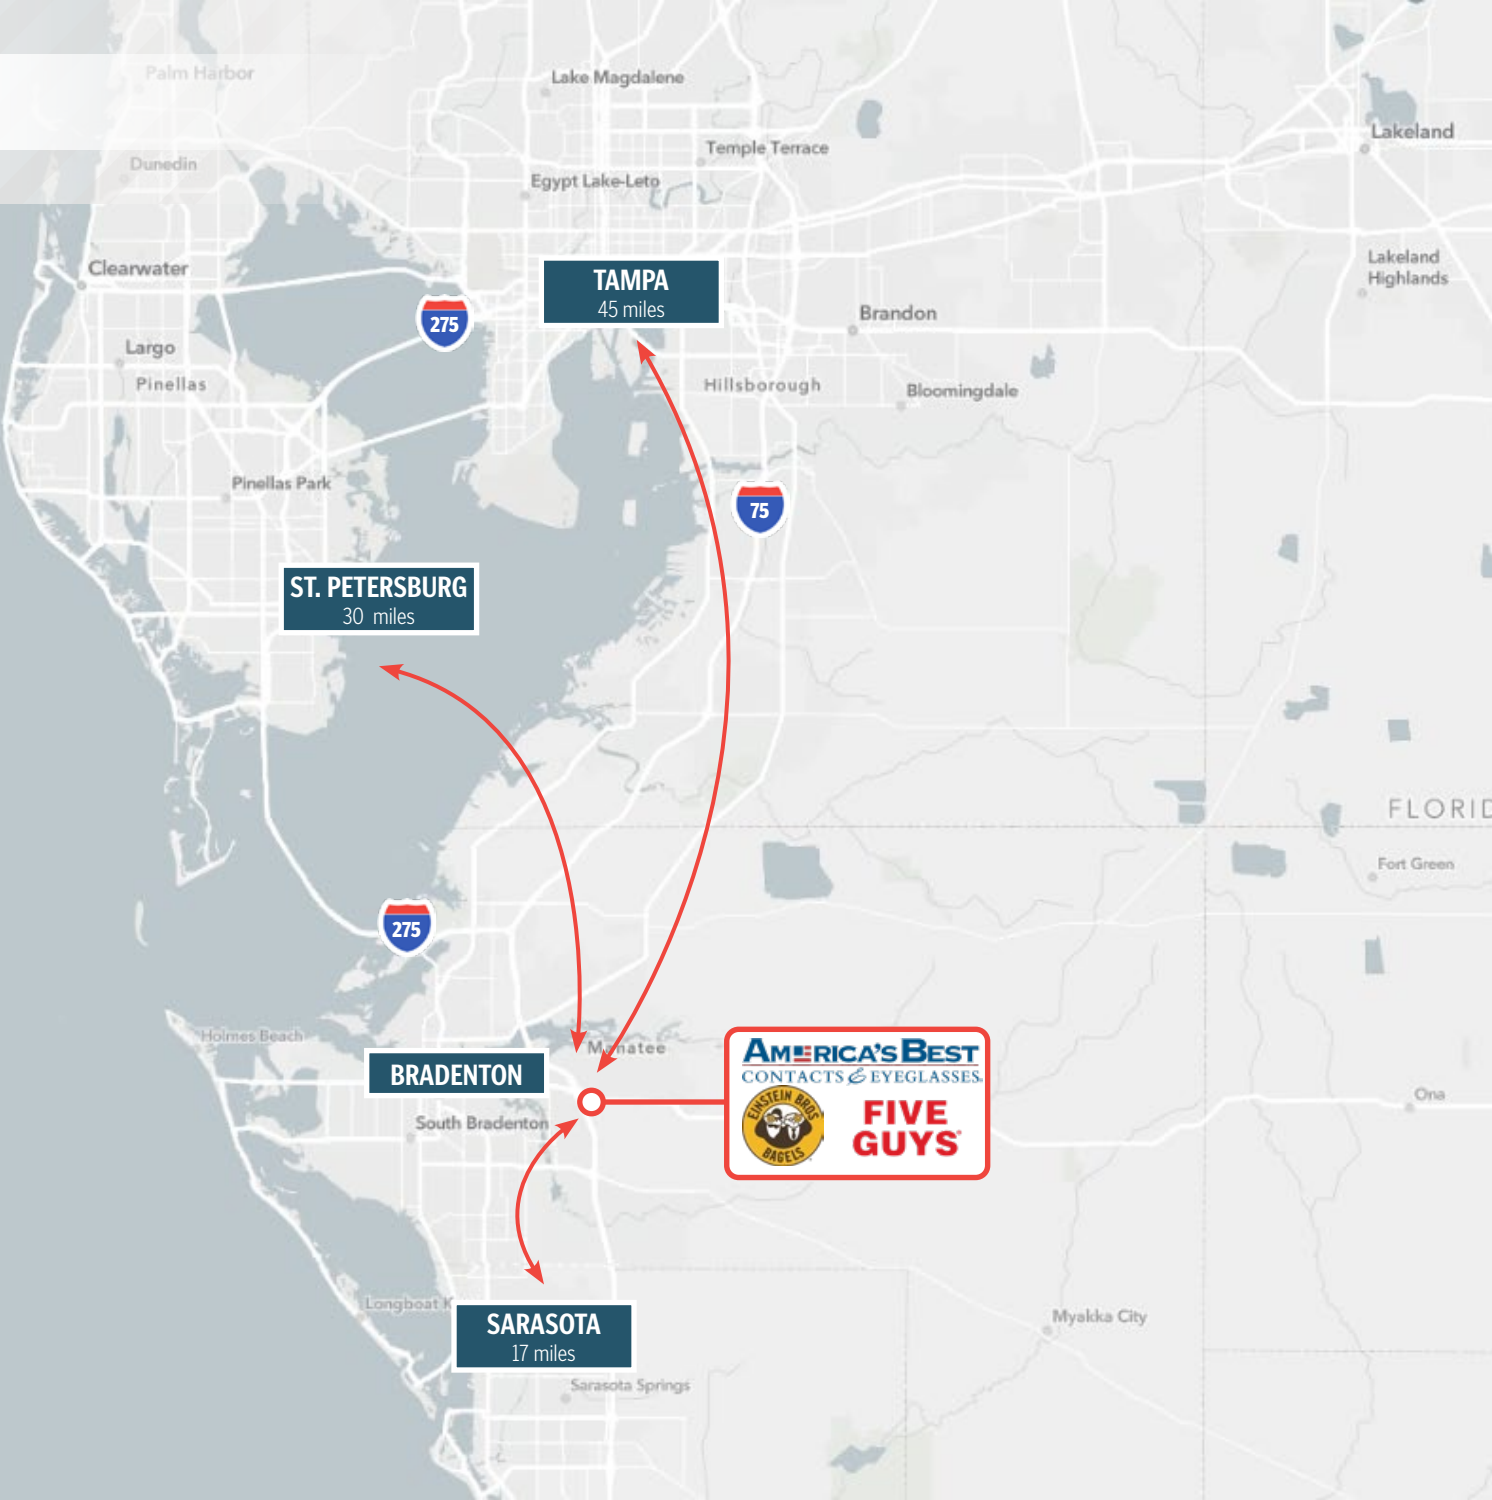 Palm Harbor
Lake Magdalene
Lakeland
Temple Terrace
Dunedin
Egypt Lake-Leto
Lakeland
Highlands
Clearwater
TAMPA
45 miles
275
Brandon
Largo
Pinellas
Hillsborough
Bloomingdale
Pinellas Park
75
ST. PETERSBURG
30 miles
FLORID
Fort Green
275
Holmes Beach
Manatee
BRADENTON
AMERICA'S BEST
CONTACTS & EYEGLASSES
EINSTEIN BROS
BAGELS
FIVE
GUYS
Ona
South Bradenton
Longboat K
SARASOTA
17 miles
Myakka City
Sarasota Springs